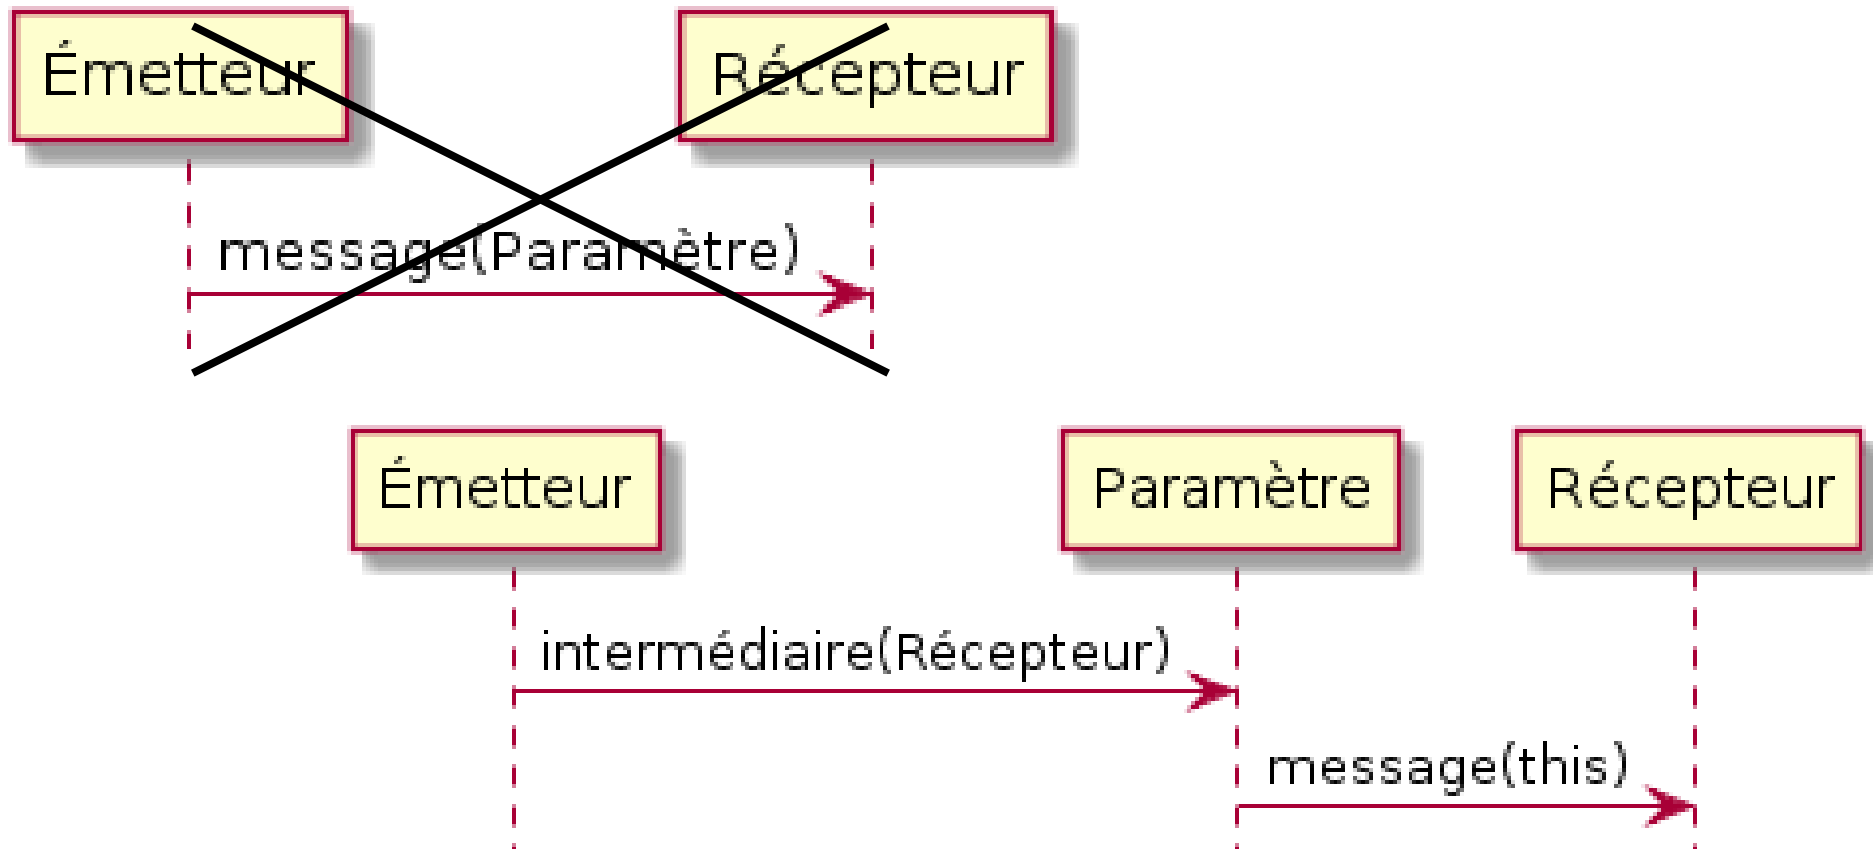 Émetteur
Récepteur
message(Paramètre)
Émetteur
Paramètre
Récepteur
intermédiaire(Récepteur)
message(this)